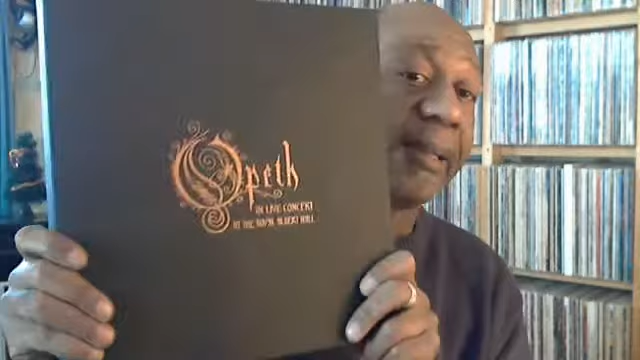 Opeth
IN LIVE CONCERT
AT THE ROYAL ALBERT HALL